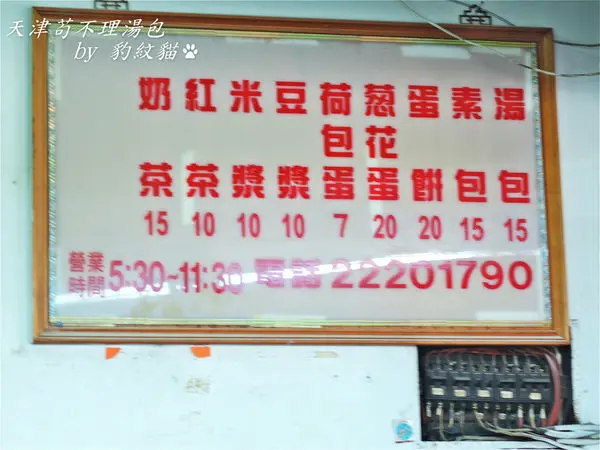 天津苟不理湯包
by 豹紋貓
湯包 15
素包 15
蛋餅 20
蔥花蛋 20
荷包蛋 7
豆漿 10
米漿 10
紅茶 10
奶茶 15
營業時間 5:30~11:30 電話 22201790